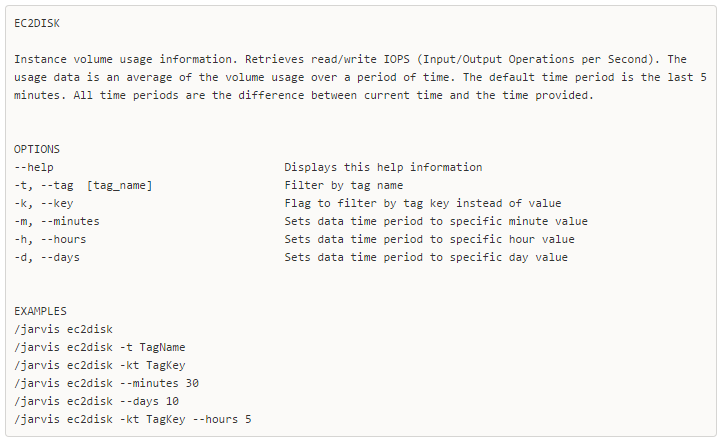 EC2DISK
Instance volume usage information. Retrieves read/write IOPS (Input/Output Operations per Second). The
usage data is an average of the volume usage over a period of time. The default time period is the last 5
minutes. All time periods are the difference between current time and the time provided.
OPTIONS
--help Displays this help information
-t, --tag [tag_name] Filter by tag name
-k, --key Flag to filter by tag key instead of value
-m, --minutes Sets data time period to specific minute value
-h, --hours Sets data time period to specific hour value
-d, --days Sets data time period to specific day value
EXAMPLES
/jarvis ec2disk
/jarvis ec2disk -t TagName
/jarvis ec2disk -kt TagKey
/jarvis ec2disk --minutes 30
/jarvis ec2disk --days 10
/jarvis ec2disk -kt TagKey --hours 5